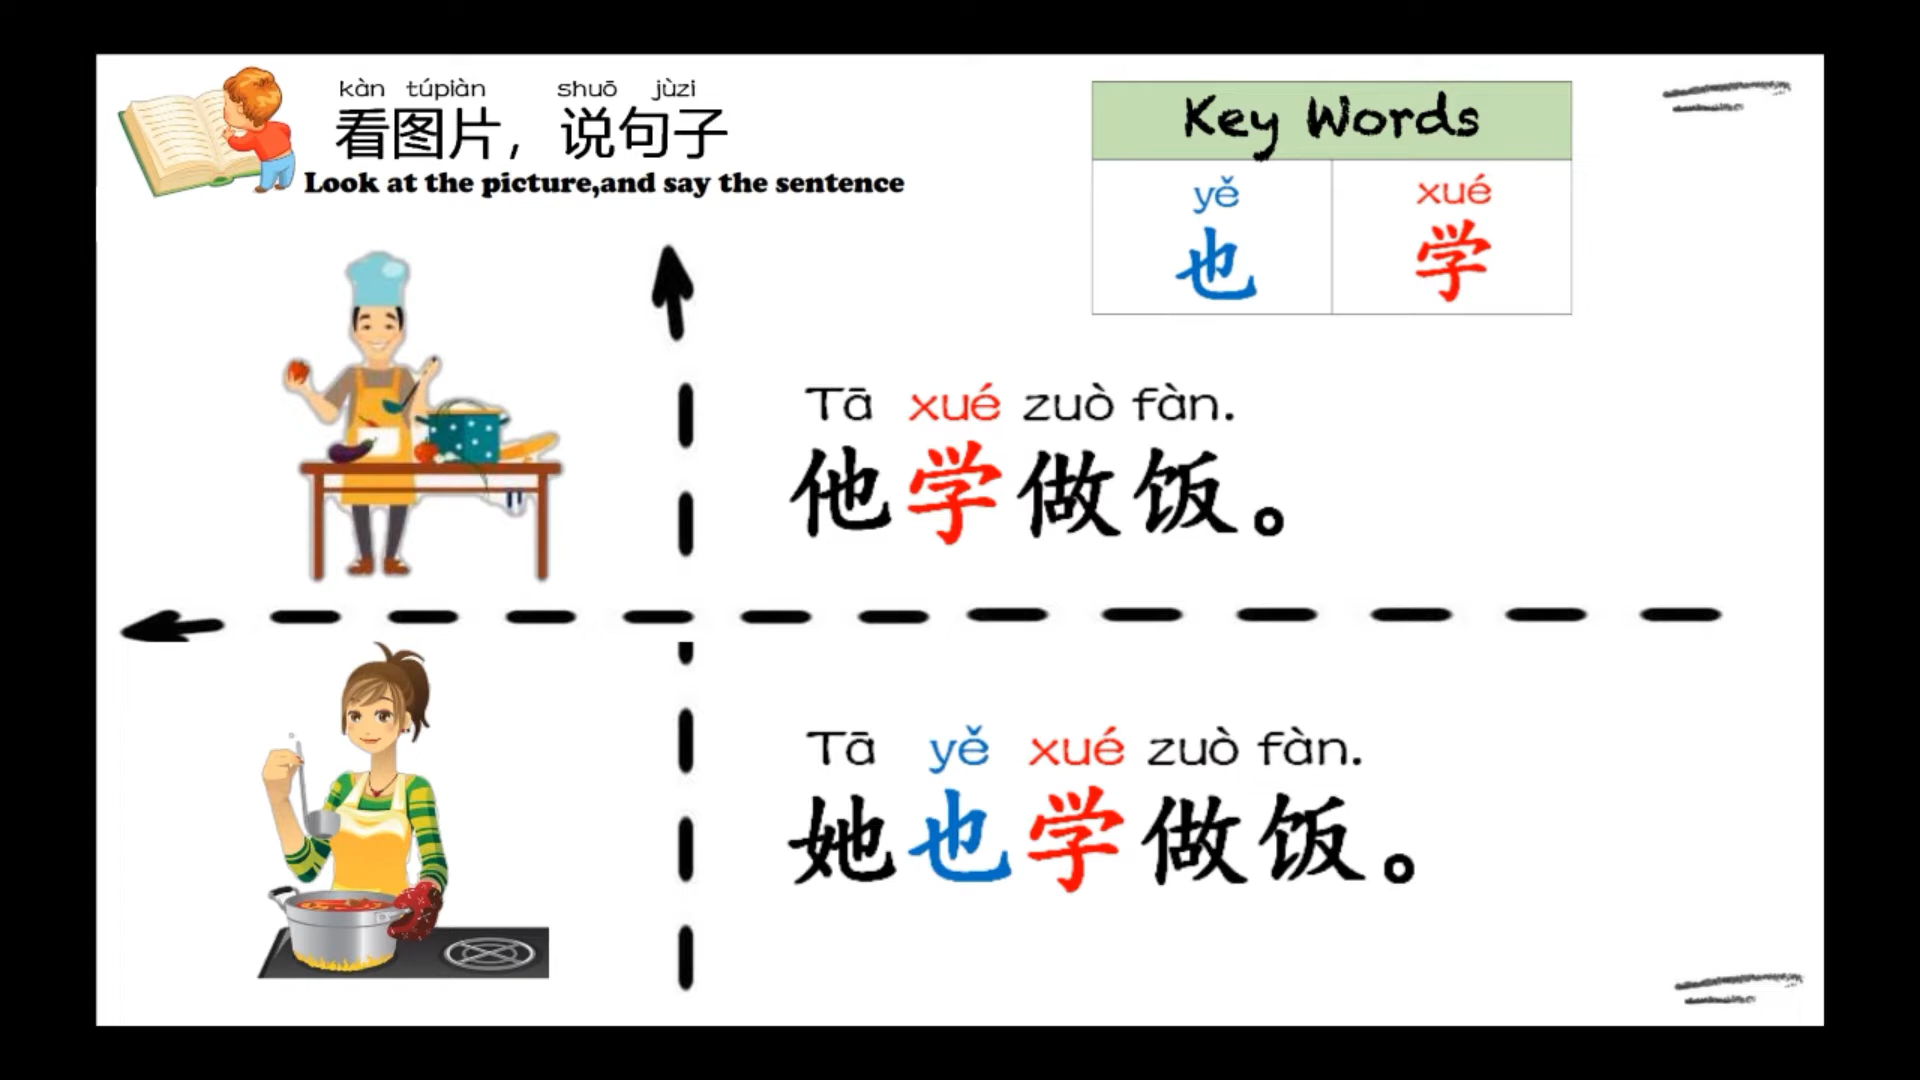 kàn túpiàn shuō jùzi
看图片，说句子
Look at the picture,and say the sentence
Key Words
yě xué
也 学
Tā xué zuò fàn.
他学做饭。
Tā yě xué zuò fàn.
她也学做饭。